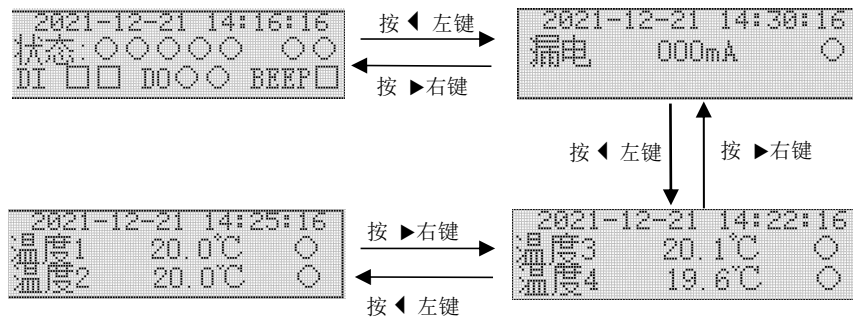 2021-12-21 14:16:16
状态:○○○○○ ○○
DI □□ DO○○ BEEP□
按 ◀ 左键
按 ▶右键
2021-12-21 14:30:16
漏电 000mA ○
按 ◀ 左键
按 ▶右键
2021-12-21 14:25:16
温度1 20.0℃ ○
温度2 20.0℃ ○
按 ▶右键
按 ◀ 左键
2021-12-21 14:22:16
温度3 20.1℃ ○
温度4 19.6℃ ○